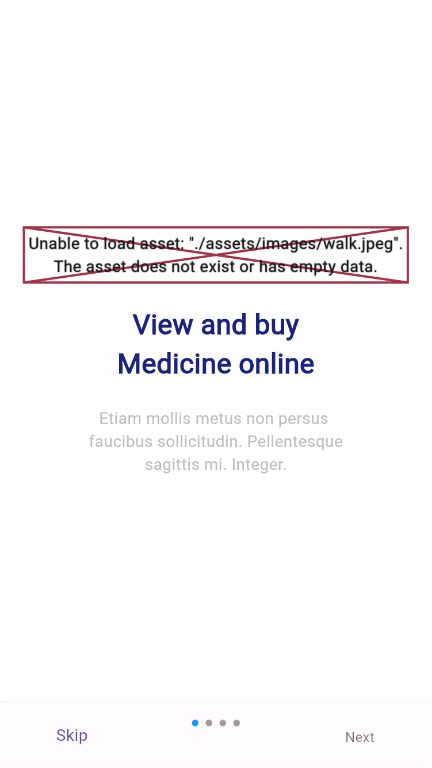 Unable to load asset: "./assets/images/walk.jpeg".
The asset does not exist or has empty data.
View and buy
Medicine online
Etiam mollis metus non persus
faucibus sollicitudin. Pellentesque
sagittis mi. Integer.
Skip
Next